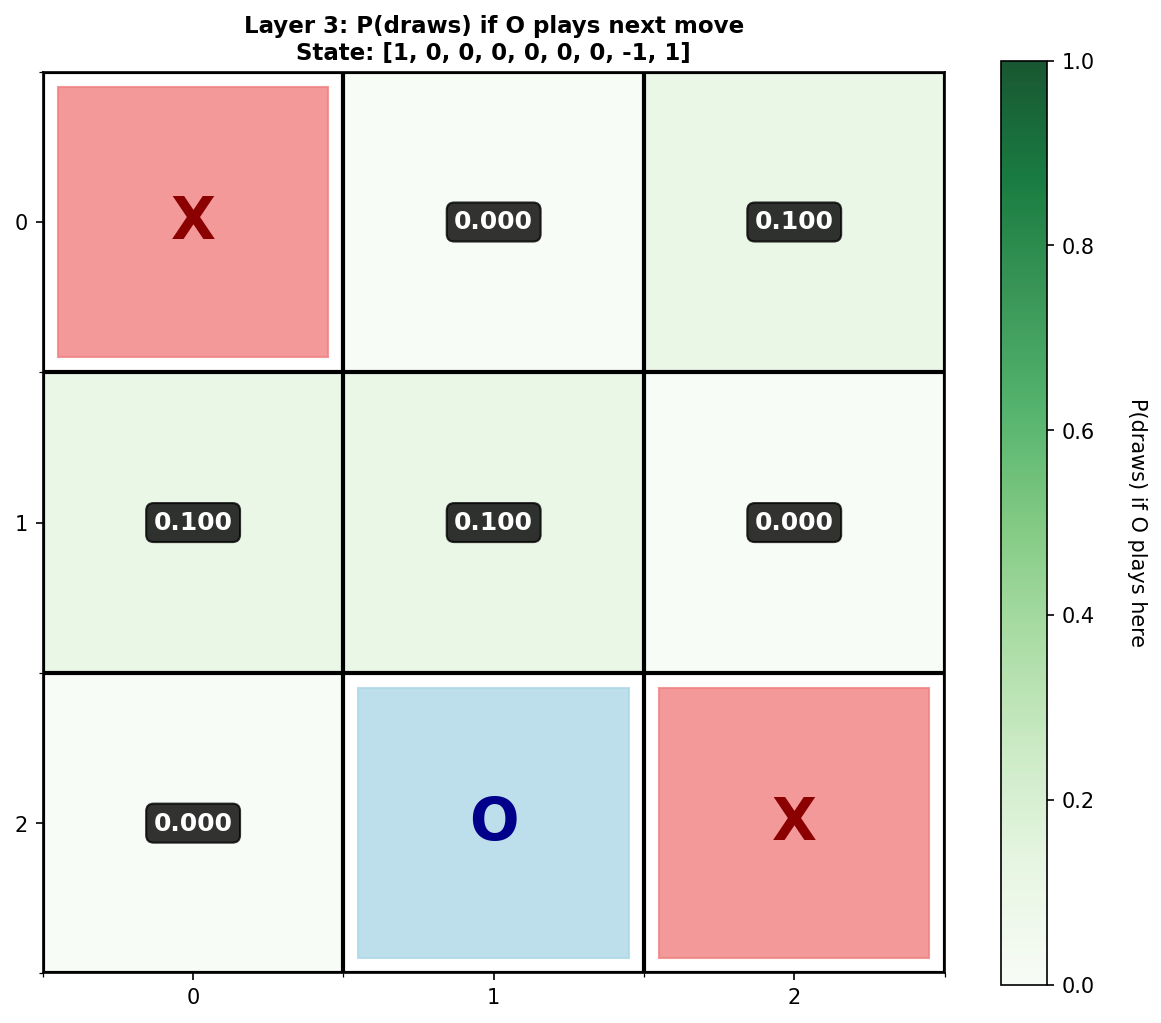 Layer 3: P(draws) if O plays next move
State: [1, 0, 0, 0, 0, 0, 0, -1, 1]
X 0.000 0.100
0.100 0.100 0.000
0.000 O X
0
1
2
0 1 2
1.0
0.8
0.6
0.4
0.2
0.0
P(draws) if O plays here